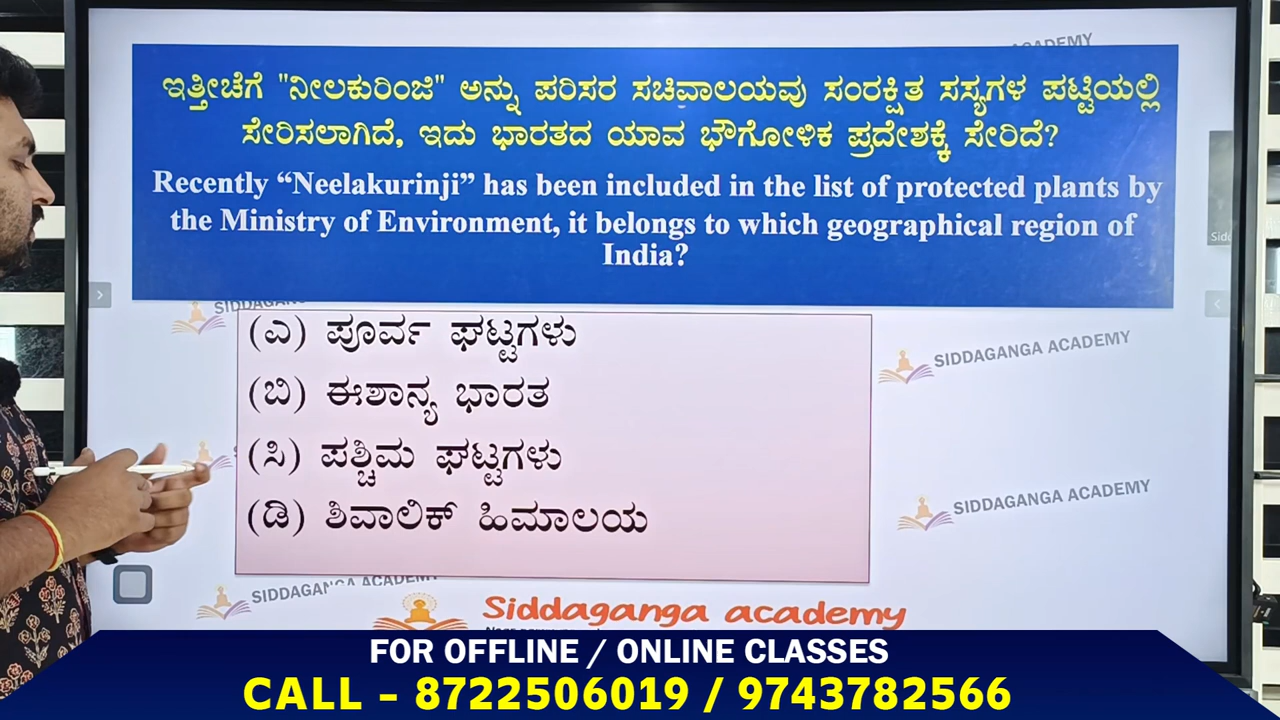 ACADEMY
ಇತ್ತೀಚೆಗೆ "ನೀಲಕುರಿಂಜಿ" ಅನ್ನು ಪರಿಸರ ಸಚಿವಾಲಯವು ಸಂರಕ್ಷಿತ ಸಸ್ಯಗಳ ಪಟ್ಟಿಯಲ್ಲಿ
ಸೇರಿಸಲಾಗಿದೆ, ಇದು ಭಾರತದ ಯಾವ ಭೌಗೋಳಿಕ ಪ್ರದೇಶಕ್ಕೆ ಸೇರಿದೆ?
Recently “Neelakurinji” has been included in the list of protected plants by
the Ministry of Environment, it belongs to which geographical region of
India?
(ಎ) ಪೂರ್ವ ಘಟ್ಟಗಳು
(ಬಿ) ಈಶಾನ್ಯ ಭಾರತ
(ಸಿ) ಪಶ್ಚಿಮ ಘಟ್ಟಗಳು
(ಡಿ) ಶಿವಾಲಿಕ್ ಹಿಮಾಲಯ
SIDDAGANGA ACADEMY
SIDDAGANGA ACADEMY
SIDDAGANGA ACADEMY
Siddaganga academy
FOR OFFLINE / ONLINE CLASSES
CALL - 8722506019 / 9743782566